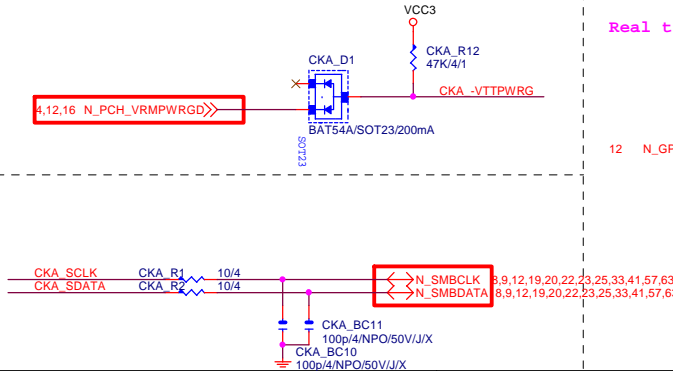 VCC3
Real t
CKA_D1
CKA_R12
47K/4/1
4,12,16 N_PCH_VRMPWRGD
CKA -VTTPWRG
BAT54A/SOT23/200mA
SOT23
12 N_GP
CKA_SCLK CKA_R1 10/4 N_SMBCLK 8,9,12,19,20,22,23,25,33,41,57,63
CKA_SDATA CKA_R2 10/4 N_SMBDATA 8,9,12,19,20,22,23,25,33,41,57,63
CKA_BC11
100p/4/NPO/50V/J/X
CKA_BC10
100p/4/NPO/50V/J/X